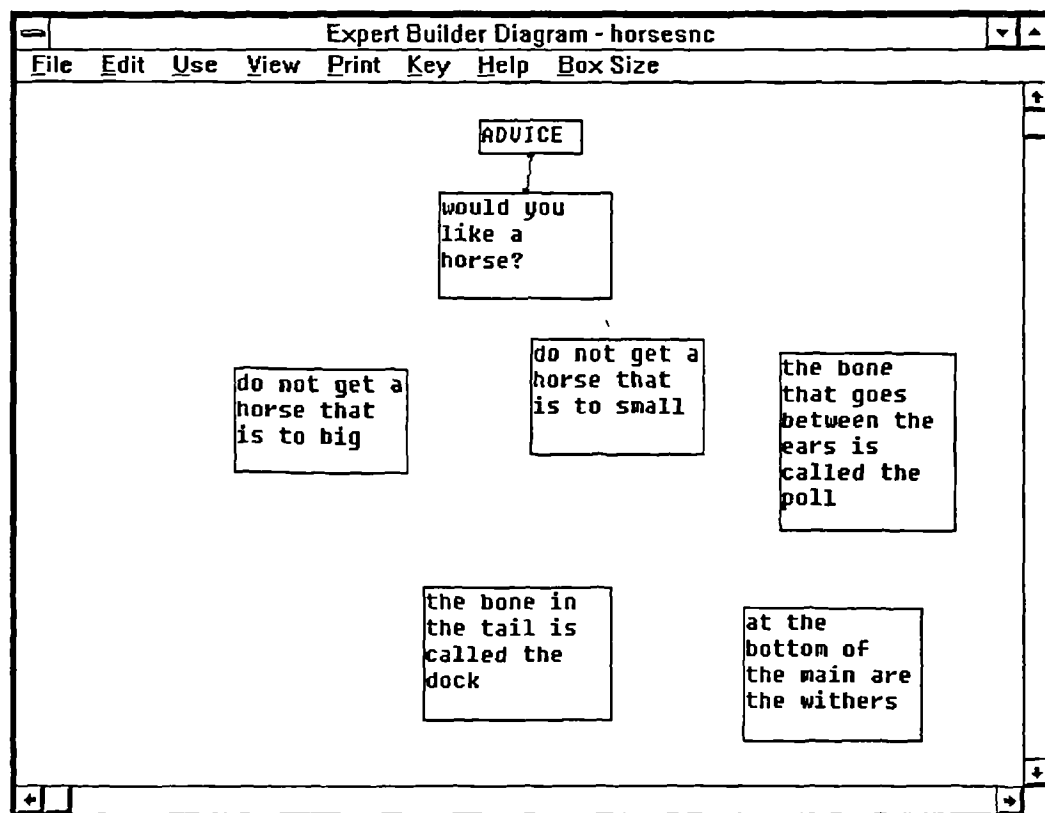 Expert Builder Diagram - horsesnc
File Edit Use View Print Key Help Box Size
ADVICE
would you
like a
horse?
do not get a
horse that
is to big
do not get a
horse that
is to small
the bone
that goes
between the
ears is
called the
poll
the bone in
the tail is
called the
dock
at the
bottom of
the main are
the withers